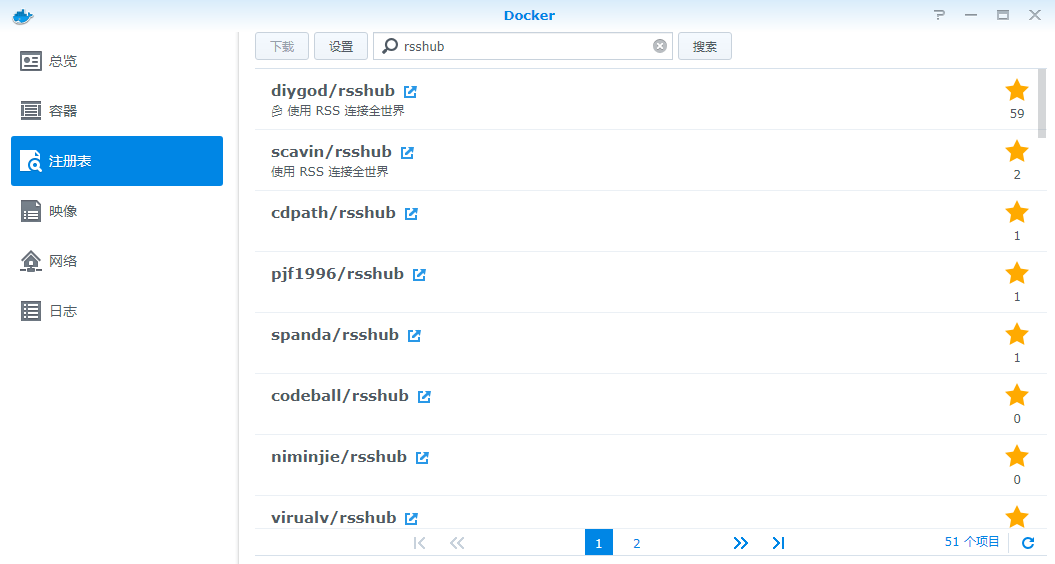 Docker
总览
容器
注册表
映像
网络
日志
下载 设置 rsshub 搜索
diygod/rsshub
使用 RSS 连接全世界
59
scavin/rsshub
使用 RSS 连接全世界
2
cdpath/rsshub
1
pjf1996/rsshub
1
spanda/rsshub
1
codeball/rsshub
0
niminjie/rsshub
0
virualv/rsshub
1 2 51 个项目